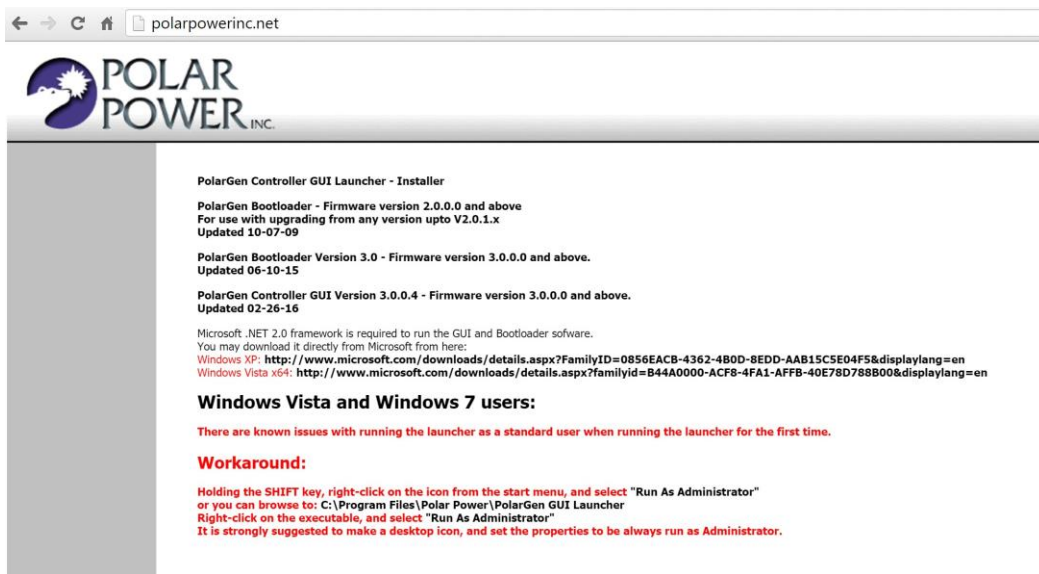 polarpowerinc.net
POLAR
POWER INC.
PolarGen Controller GUI Launcher - Installer
PolarGen Bootloader - Firmware version 2.0.0.0 and above
For use with upgrading from any version upto V2.0.1.x
Updated 10-07-09
PolarGen Bootloader Version 3.0 - Firmware version 3.0.0.0 and above.
Updated 06-10-15
PolarGen Controller GUI Version 3.0.0.4 - Firmware version 3.0.0.0 and above.
Updated 02-26-16
Microsoft .NET 2.0 framework is required to run the GUI and Bootloader sofware.
You may download it directly from Microsoft from here:
Windows XP: http://www.microsoft.com/downloads/details.aspx?FamilyID=0856EACB-4362-4B0D-8EDD-AAB15C5E04F5&displaylang=en
Windows Vista x64: http://www.microsoft.com/downloads/details.aspx?familyid=B44A0000-ACF8-4FA1-AFFB-40E78D788B00&displaylang=en
Windows Vista and Windows 7 users:
There are known issues with running the launcher as a standard user when running the launcher for the first time.
Workaround:
Holding the SHIFT key, right-click on the icon from the start menu, and select "Run As Administrator"
or you can browse to: C:\Program Files\Polar Power\PolarGen GUI Launcher
Right-click on the executable, and select "Run As Administrator"
It is strongly suggested to make a desktop icon, and set the properties to be always run as Administrator.